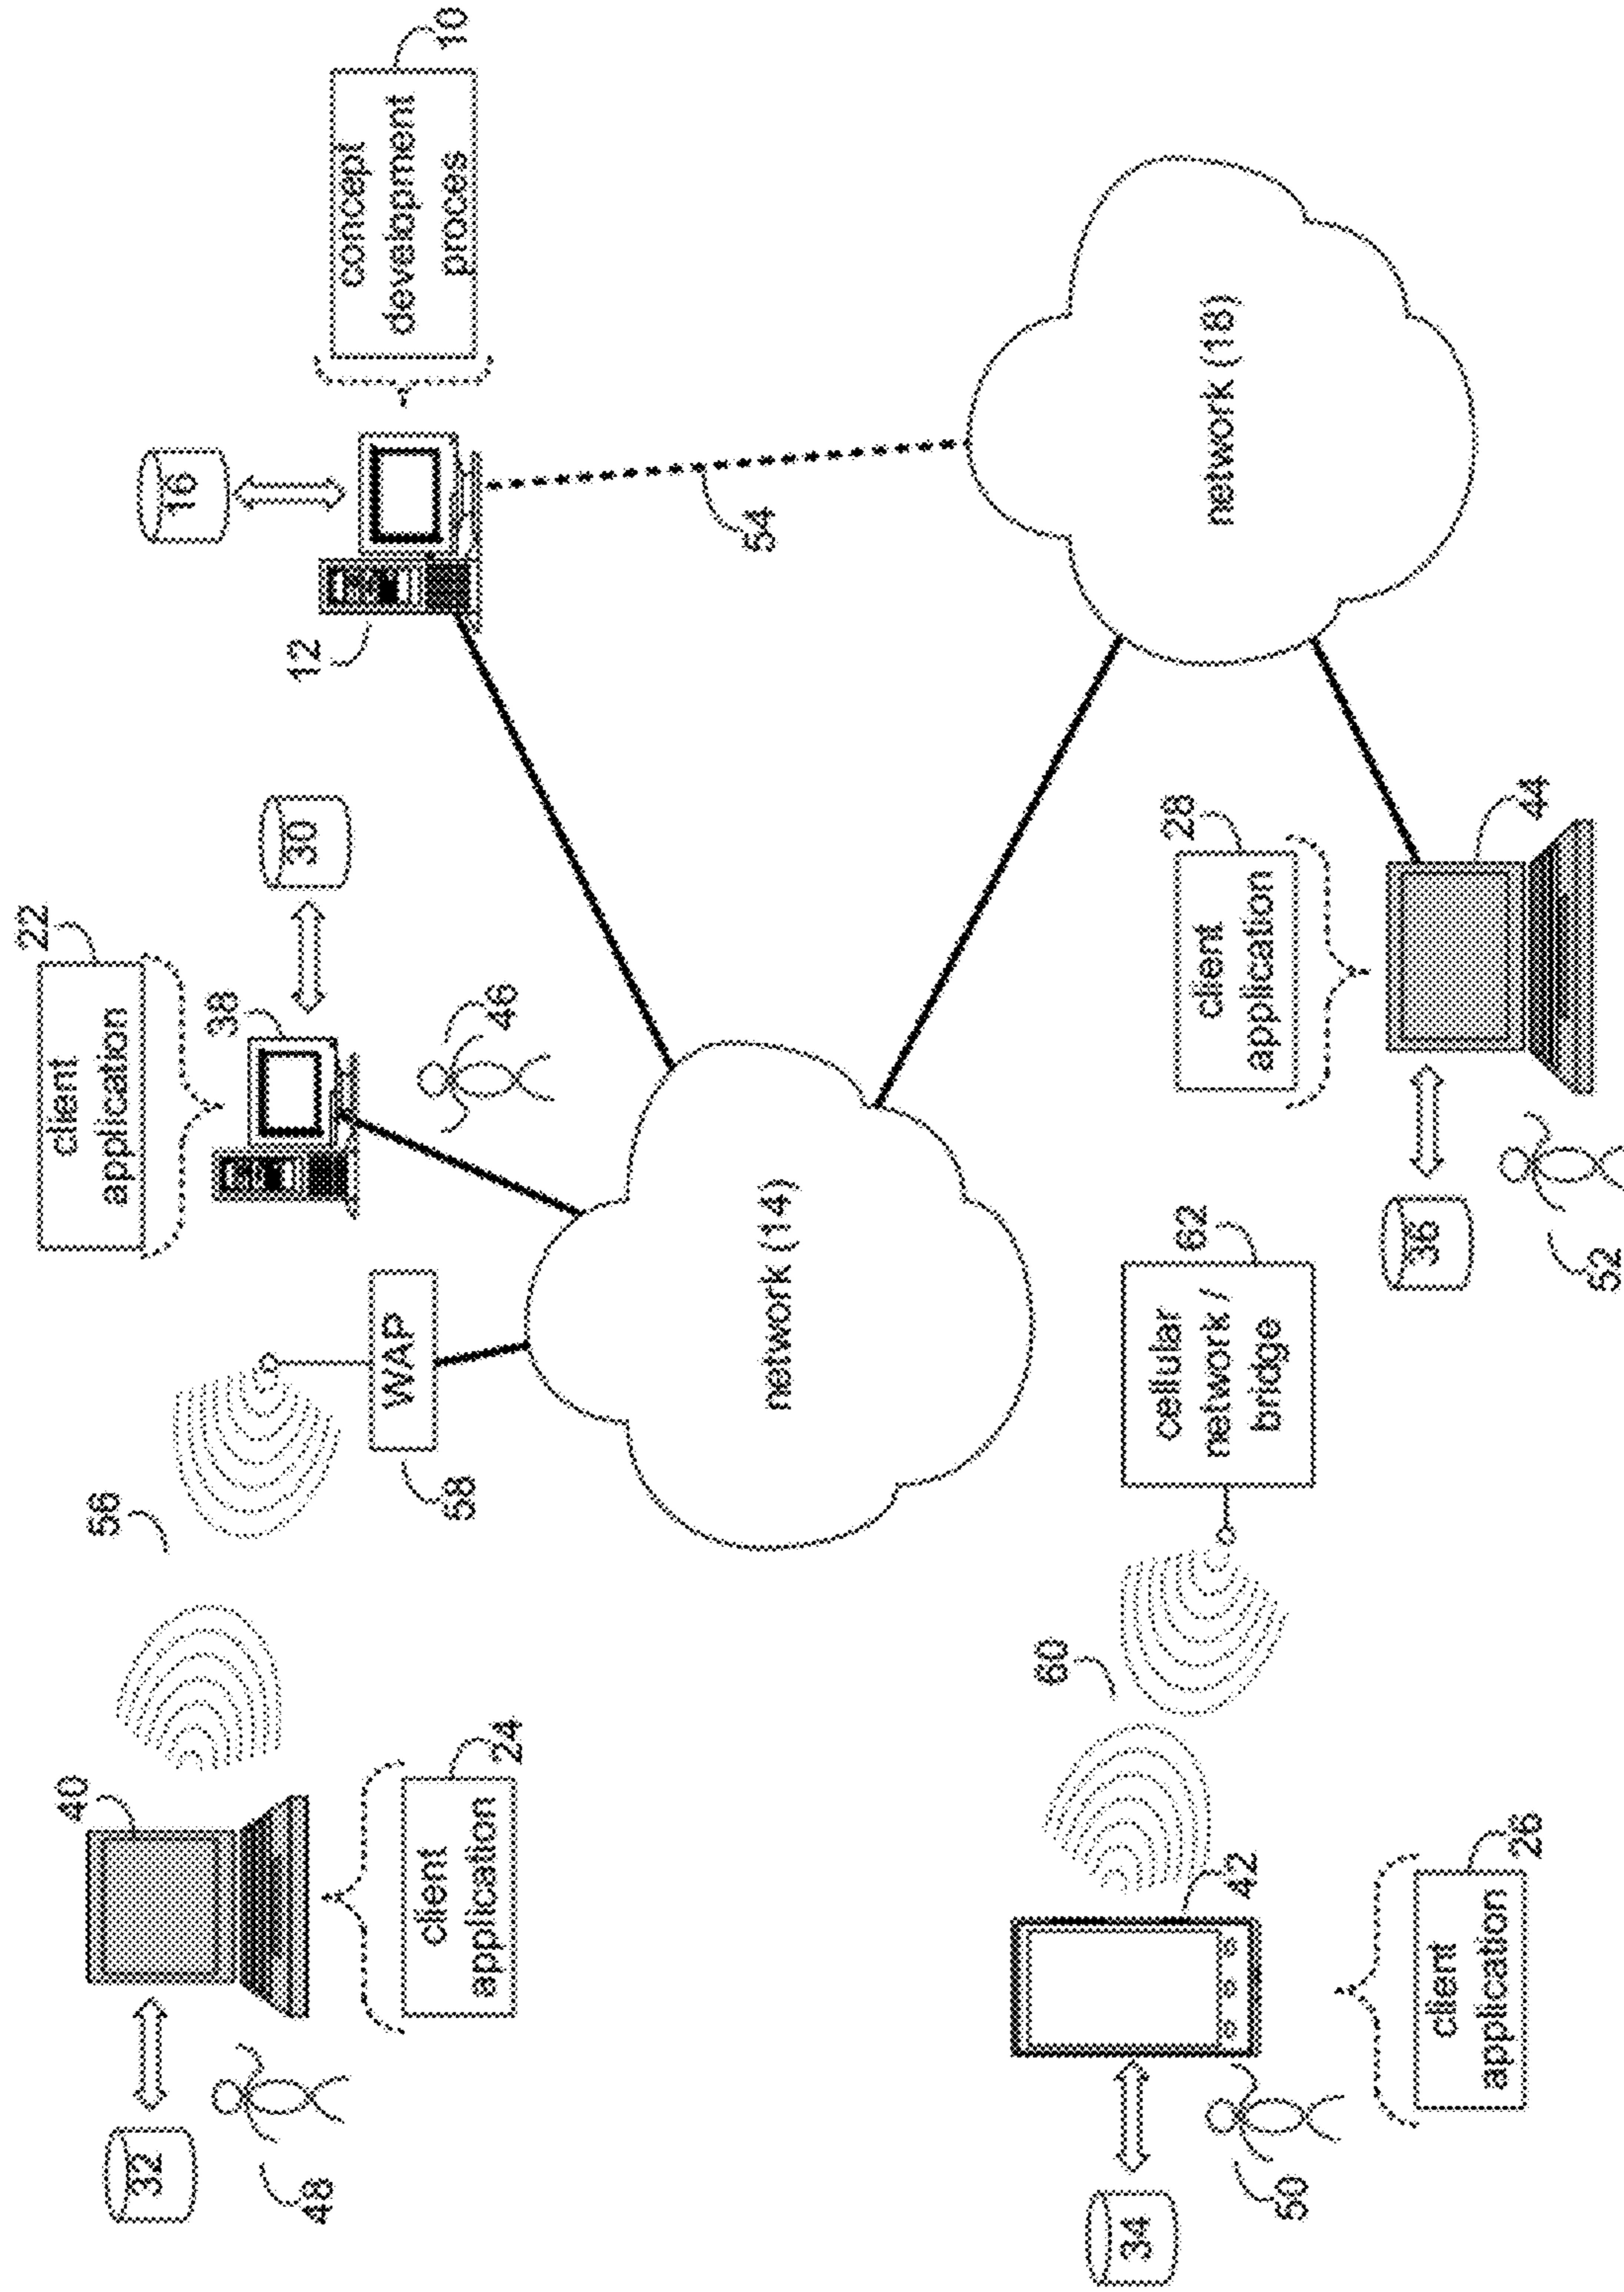 22
client
application
40
56
32
16
38
30
12
48
10
concept
development
proces
WAP
58
24
client
application
46
54
network (14)
60
34
62
cellular
network /
bridge
28
client
application
network (18)
42
50
36
44
26
client
application
52